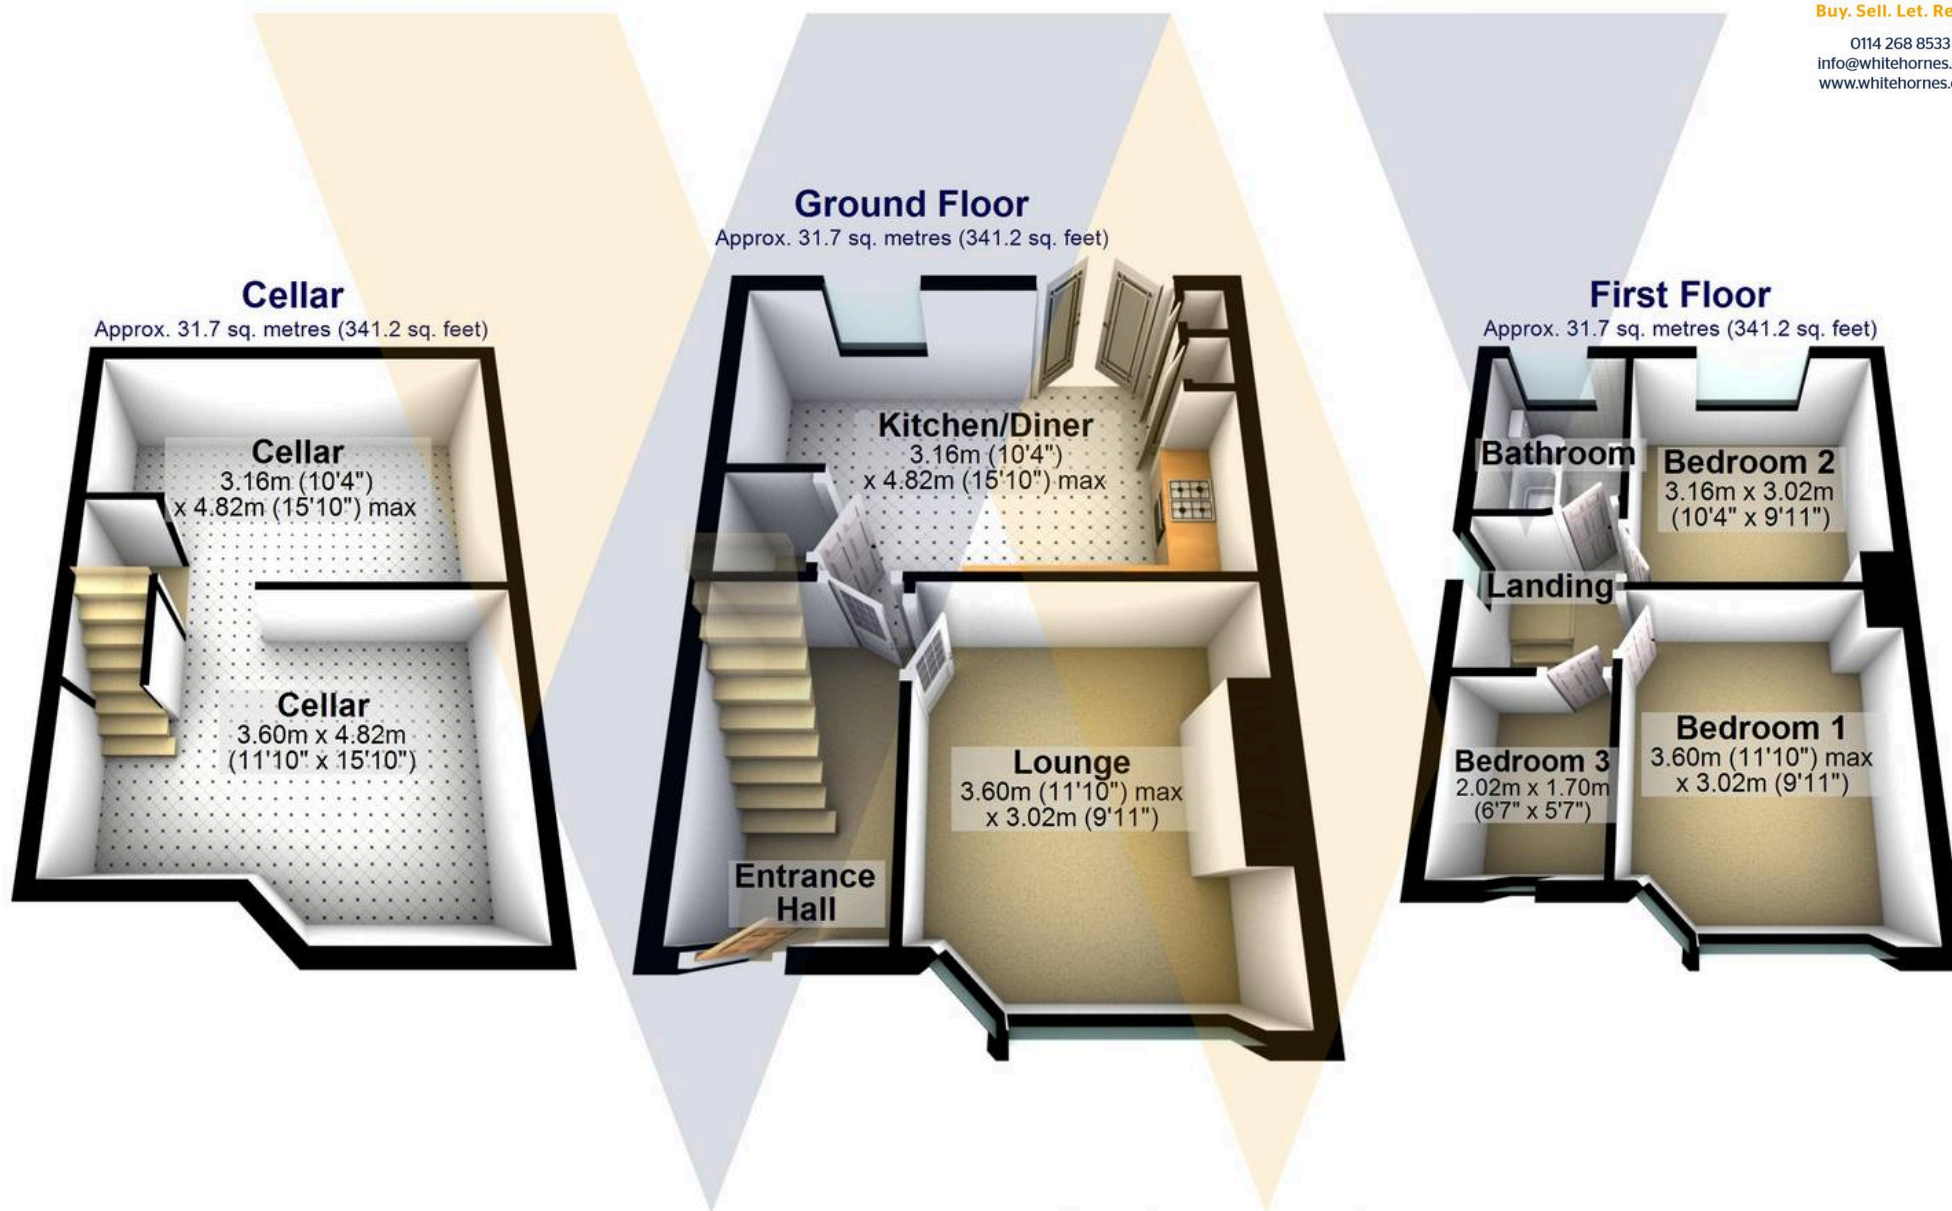 Buy. Sell. Let. Re
0114 268 8533
info@whitehornes.
www.whitehornes.
Ground Floor
Approx. 31.7 sq. metres (341.2 sq. feet)
Cellar
Approx. 31.7 sq. metres (341.2 sq. feet)
First Floor
Approx. 31.7 sq. metres (341.2 sq. feet)
Cellar
3.16m (10'4")
x 4.82m (15'10") max
Cellar
3.60m x 4.82m
(11'10" x 15'10")
Kitchen/Diner
3.16m (10'4")
x 4.82m (15'10") max
Lounge
3.60m (11'10") max
x 3.02m (9'11")
Entrance
Hall
Bathroom
Bedroom 2
3.16m x 3.02m
(10'4" x 9'11")
Landing
Bedroom 1
3.60m (11'10") max
x 3.02m (9'11")
Bedroom 3
2.02m x 1.70m
(6'7" x 5'7")